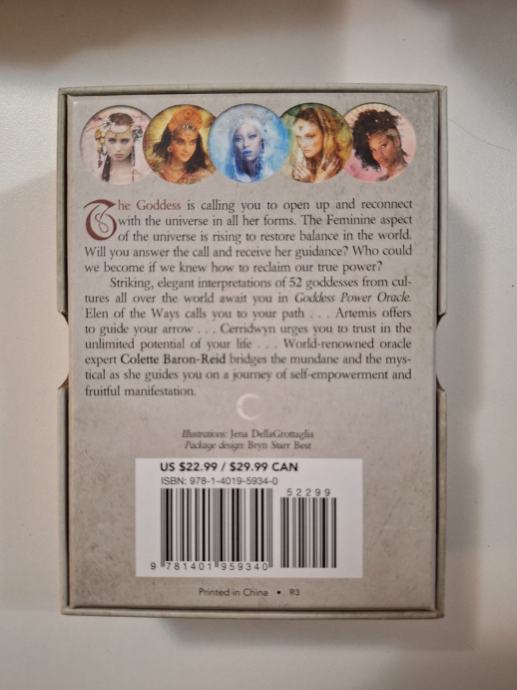 The Goddess is calling you to open up and reconnect
with the universe in all her forms. The Feminine aspect
of the universe is rising to restore balance in the world.
Will you answer the call and receive her guidance? Who could
we become if we knew how to reclaim our true power?
Striking, elegant interpretations of 52 goddesses from cul-
tures all over the world await you in Goddess Power Oracle.
Elen of the Ways calls you to your path . . . Artemis offers
to guide your arrow . . . Cerridwyn urges you to trust in the
unlimited potential of your life . . . World-renowned oracle
expert Colette Baron-Reid bridges the mundane and the mys-
tical as she guides you on a journey of self-empowerment and
fruitful manifestation.
Illustrations: Jena DellaGrottaglia
Package design: Bryn Starr Best
US $22.99 / $29.99 CAN
ISBN: 978-1-4019-5934-0
52299
9 781401 959340
Printed in China • R3